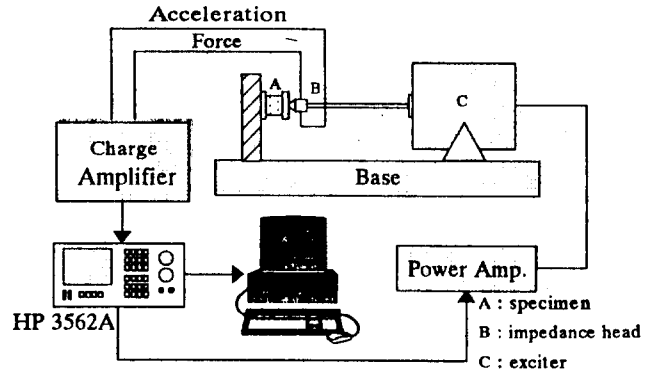 Acceleration
Force
A
B
C
Charge
Amplifier
Base
Power Amp.
HP 3562A
A : specimen
B : impedance head
C : exciter